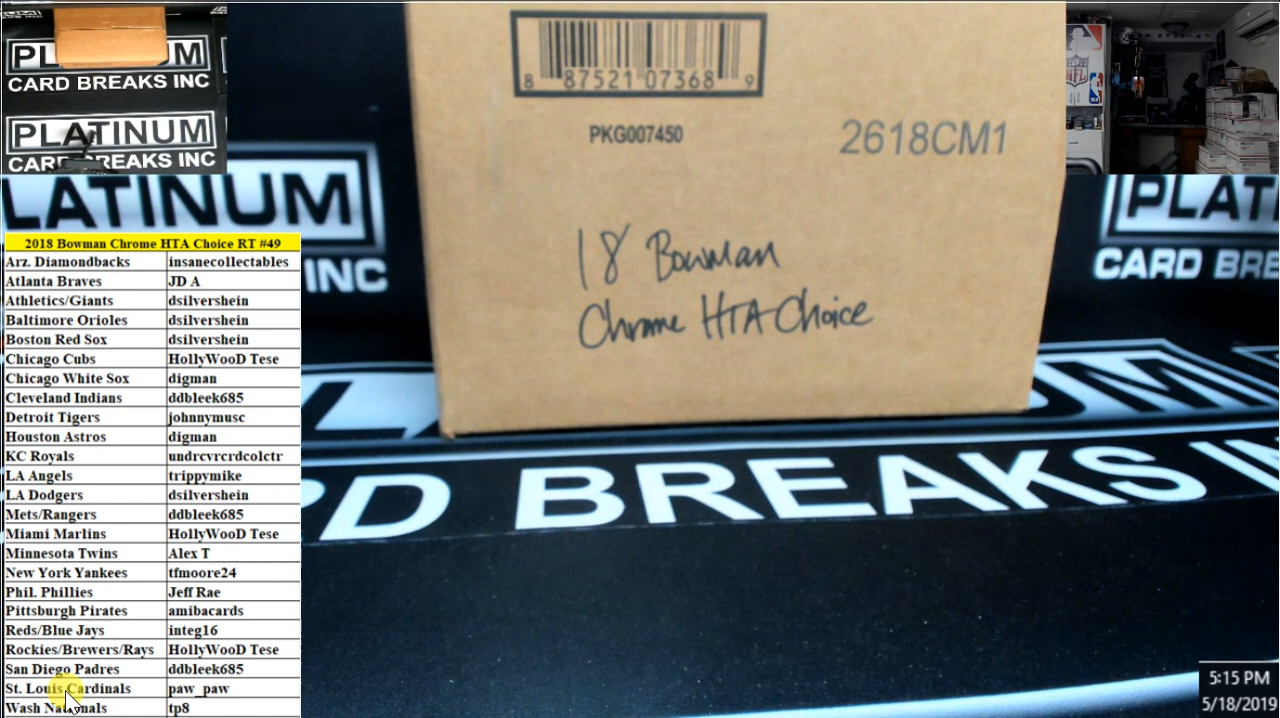 PLATINUM
CARD BREAKS INC
PLATINUM
CARD BREAKS INC
LATINUM
INC
8 87521 07368 9
PKG007450
2618CM1
18 Bowman
Chrome HTA Choice
NFL
PLAT
CARD BRE
RD BREAKS IN
2018 Bowman Chrome HTA Choice RT #49
Arz. Diamondbacks insanecollectables
Atlanta Braves JD A
Athletics/Giants dsilvershein
Baltimore Orioles dsilvershein
Boston Red Sox dsilvershein
Chicago Cubs HollyWooD Tese
Chicago White Sox digman
Cleveland Indians ddbleek685
Detroit Tigers johnnymusc
Houston Astros digman
KC Royals undrcvrcrdcolctr
LA Angels trippymike
LA Dodgers dsilvershein
Mets/Rangers ddbleek685
Miami Marlins HollyWooD Tese
Minnesota Twins Alex T
New York Yankees tfmoore24
Phil. Phillies Jeff Rae
Pittsburgh Pirates amibacards
Reds/Blue Jays integ16
Rockies/Brewers/Rays HollyWooD Tese
San Diego Padres ddbleek685
St. Louis Cardinals paw_paw
Wash Nationals tp8
5:15 PM
5/18/2019